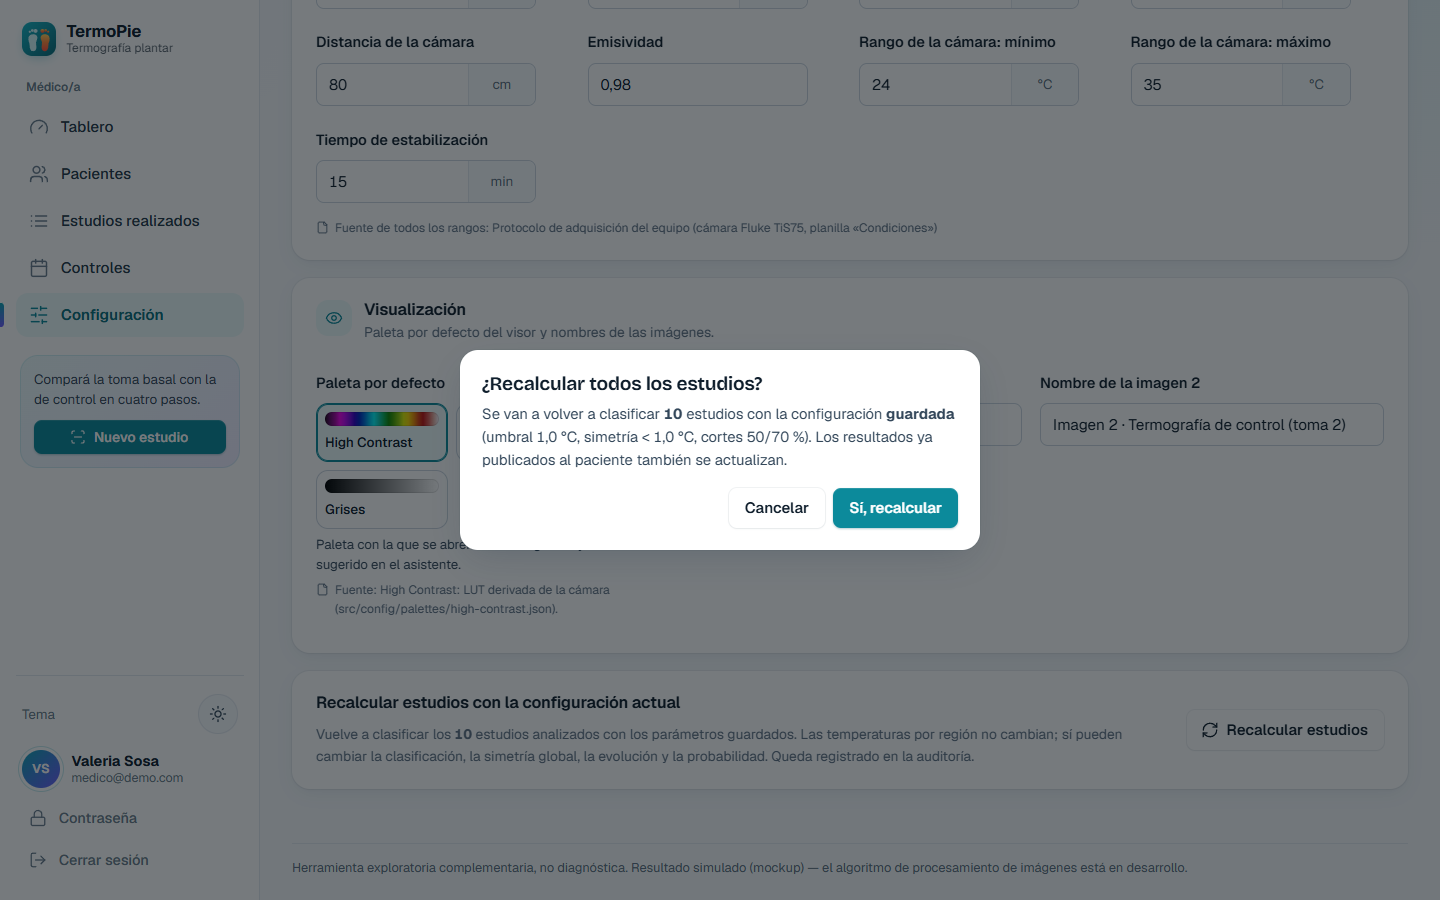 TermoPie
Termografía plantar
Médico/a
Tablero
Pacientes
Estudios realizados
Controles
Configuración
Compará la toma basal con la
de control en cuatro pasos.
Nuevo estudio
Tema
VS
Valeria Sosa
medico@demo.com
Contraseña
Cerrar sesión
Distancia de la cámara
Emisividad
Rango de la cámara: mínimo
Rango de la cámara: máximo
80 cm
0,98
24 °C
35 °C
Tiempo de estabilización
15 min
Fuente de todos los rangos: Protocolo de adquisición del equipo (cámara Fluke TiS75, planilla «Condiciones»)
Visualización
Paleta por defecto del visor y nombres de las imágenes.
Paleta por defecto
Nombre de la imagen 2
High Contrast
Imagen 2 · Termografía de control (toma 2)
Grises
Paleta con la que se abre
sugerido en el asistente.
Fuente: High Contrast: LUT derivada de la cámara
(src/config/palettes/high-contrast.json).
¿Recalcular todos los estudios?
Se van a volver a clasificar 10 estudios con la configuración guardada
(umbral 1,0 °C, simetría < 1,0 °C, cortes 50/70 %). Los resultados ya
publicados al paciente también se actualizan.
Cancelar
Sí, recalcular
Recalcular estudios con la configuración actual
Vuelve a clasificar los 10 estudios analizados con los parámetros guardados. Las temperaturas por región no cambian; sí pueden
cambiar la clasificación, la simetría global, la evolución y la probabilidad. Queda registrado en la auditoría.
Recalcular estudios
Herramienta exploratoria complementaria, no diagnóstica. Resultado simulado (mockup) — el algoritmo de procesamiento de imágenes está en desarrollo.